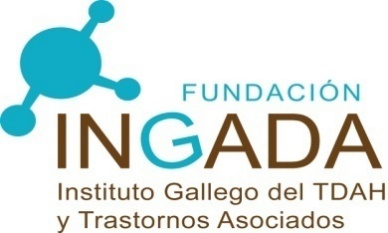 FUNDACIÓN
INGADA
Instituto Gallego del TDAH
y Trastornos Asociados